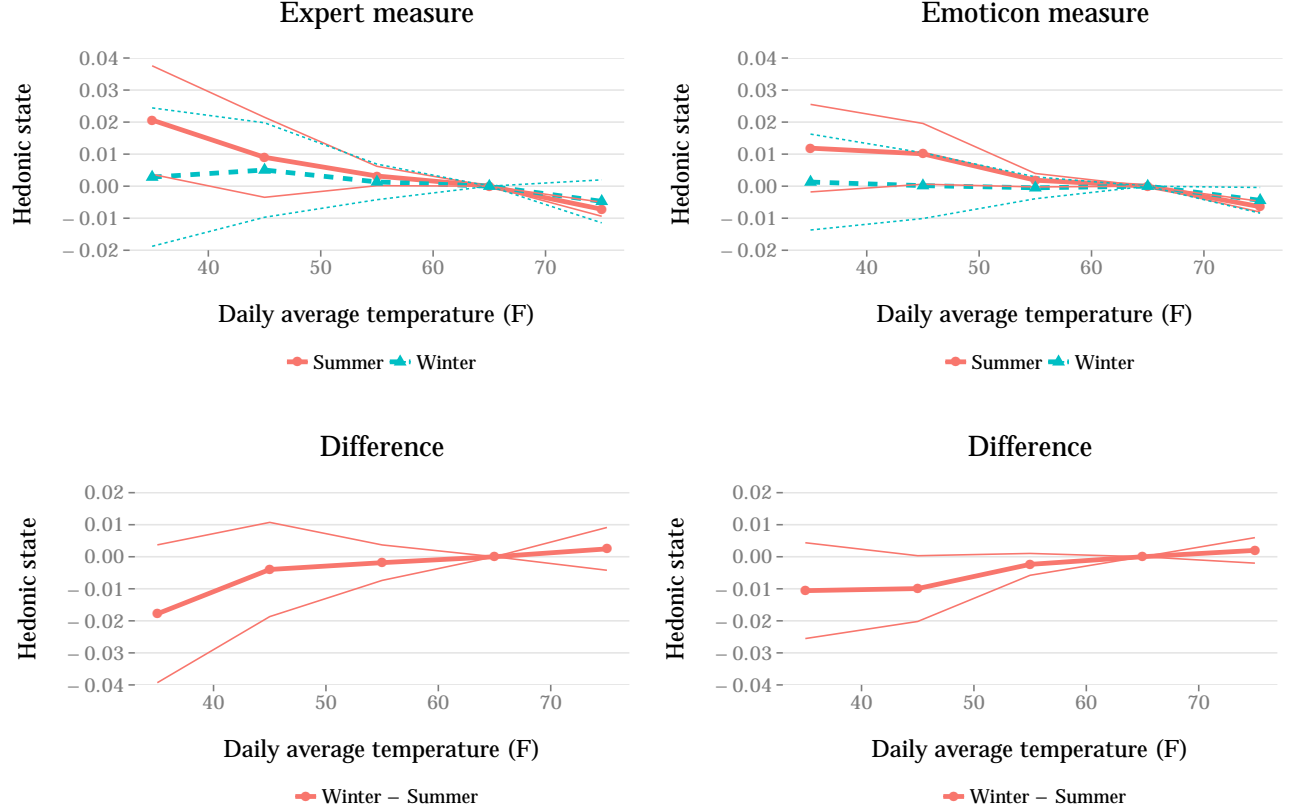 Expert measure
Hedonic state
0.04
0.03
0.02
0.01
0.00
− 0.01
− 0.02
40 50 60 70
Daily average temperature (F)
Summer Winter
Emoticon measure
Hedonic state
0.04
0.03
0.02
0.01
0.00
− 0.01
− 0.02
40 50 60 70
Daily average temperature (F)
Summer Winter
Difference
Hedonic state
0.02
0.01
0.00
− 0.01
− 0.02
− 0.03
− 0.04
40 50 60 70
Daily average temperature (F)
Winter − Summer
Difference
Hedonic state
0.02
0.01
0.00
− 0.01
− 0.02
− 0.03
− 0.04
40 50 60 70
Daily average temperature (F)
Winter − Summer